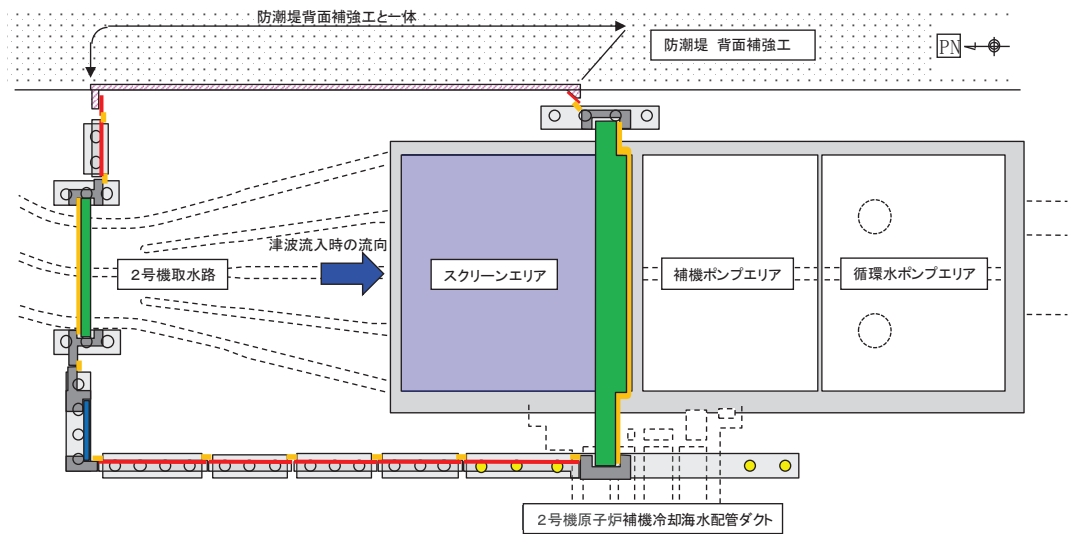 防潮堤背面補強工と一体
防潮堤 背面補強工
PN
津波流入時の流向
2号機取水路
スクリーンエリア
補機ポンプエリア
循環水ポンプエリア
2号機原子炉補機冷却海水配管ダクト